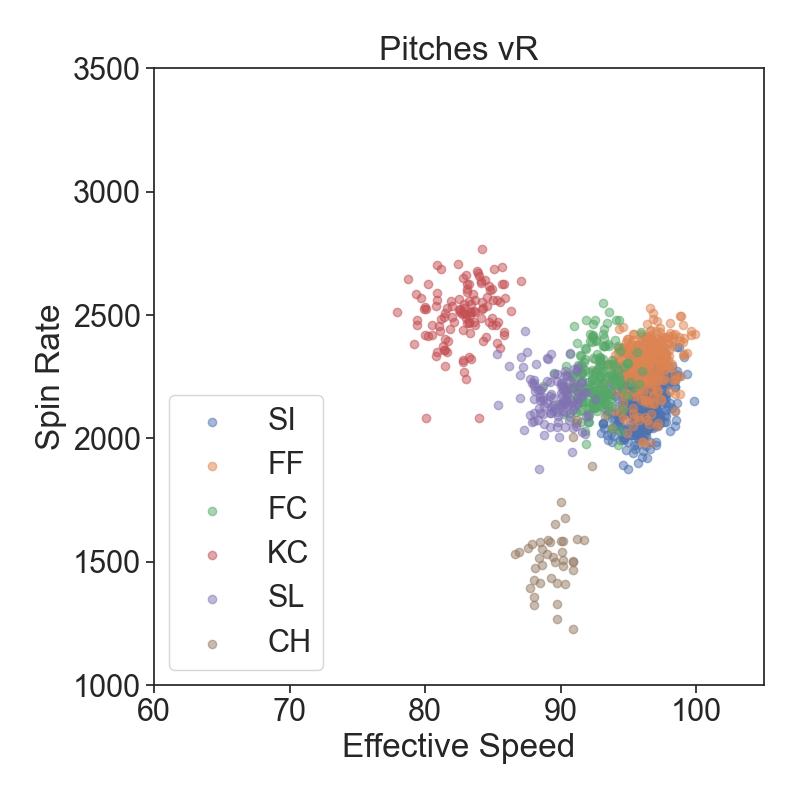 Pitches vR
3500
3000
2500
2000
1500
1000
Spin Rate
SI
FF
FC
KC
SL
CH
60 70 80 90 100
Effective Speed